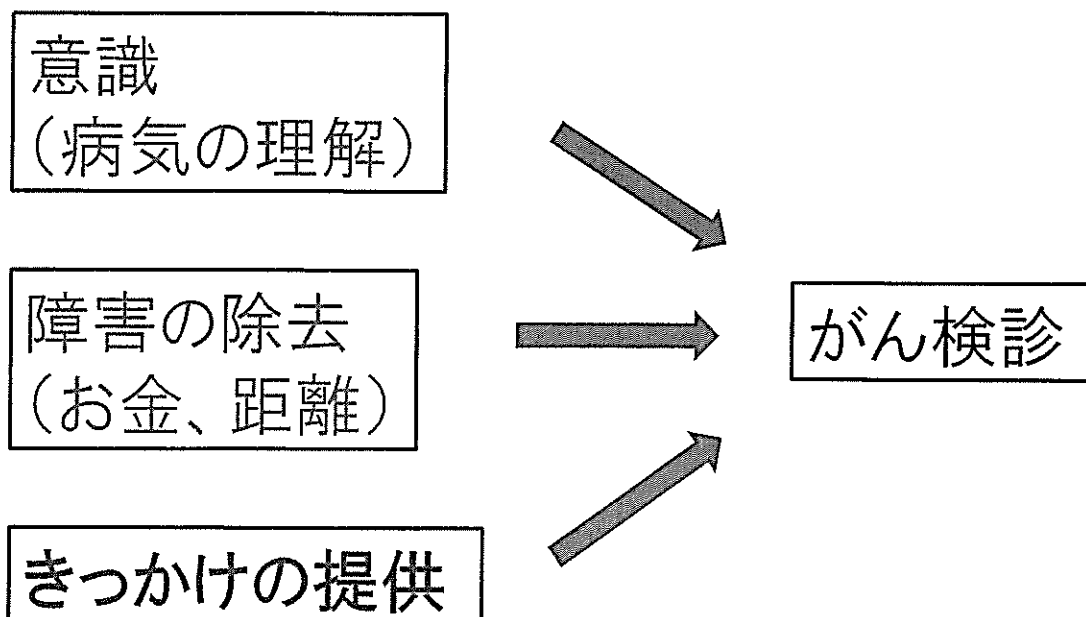 意識
（病気の理解）
障害の除去
（お金、距離）
がん検診
きっかけの提供